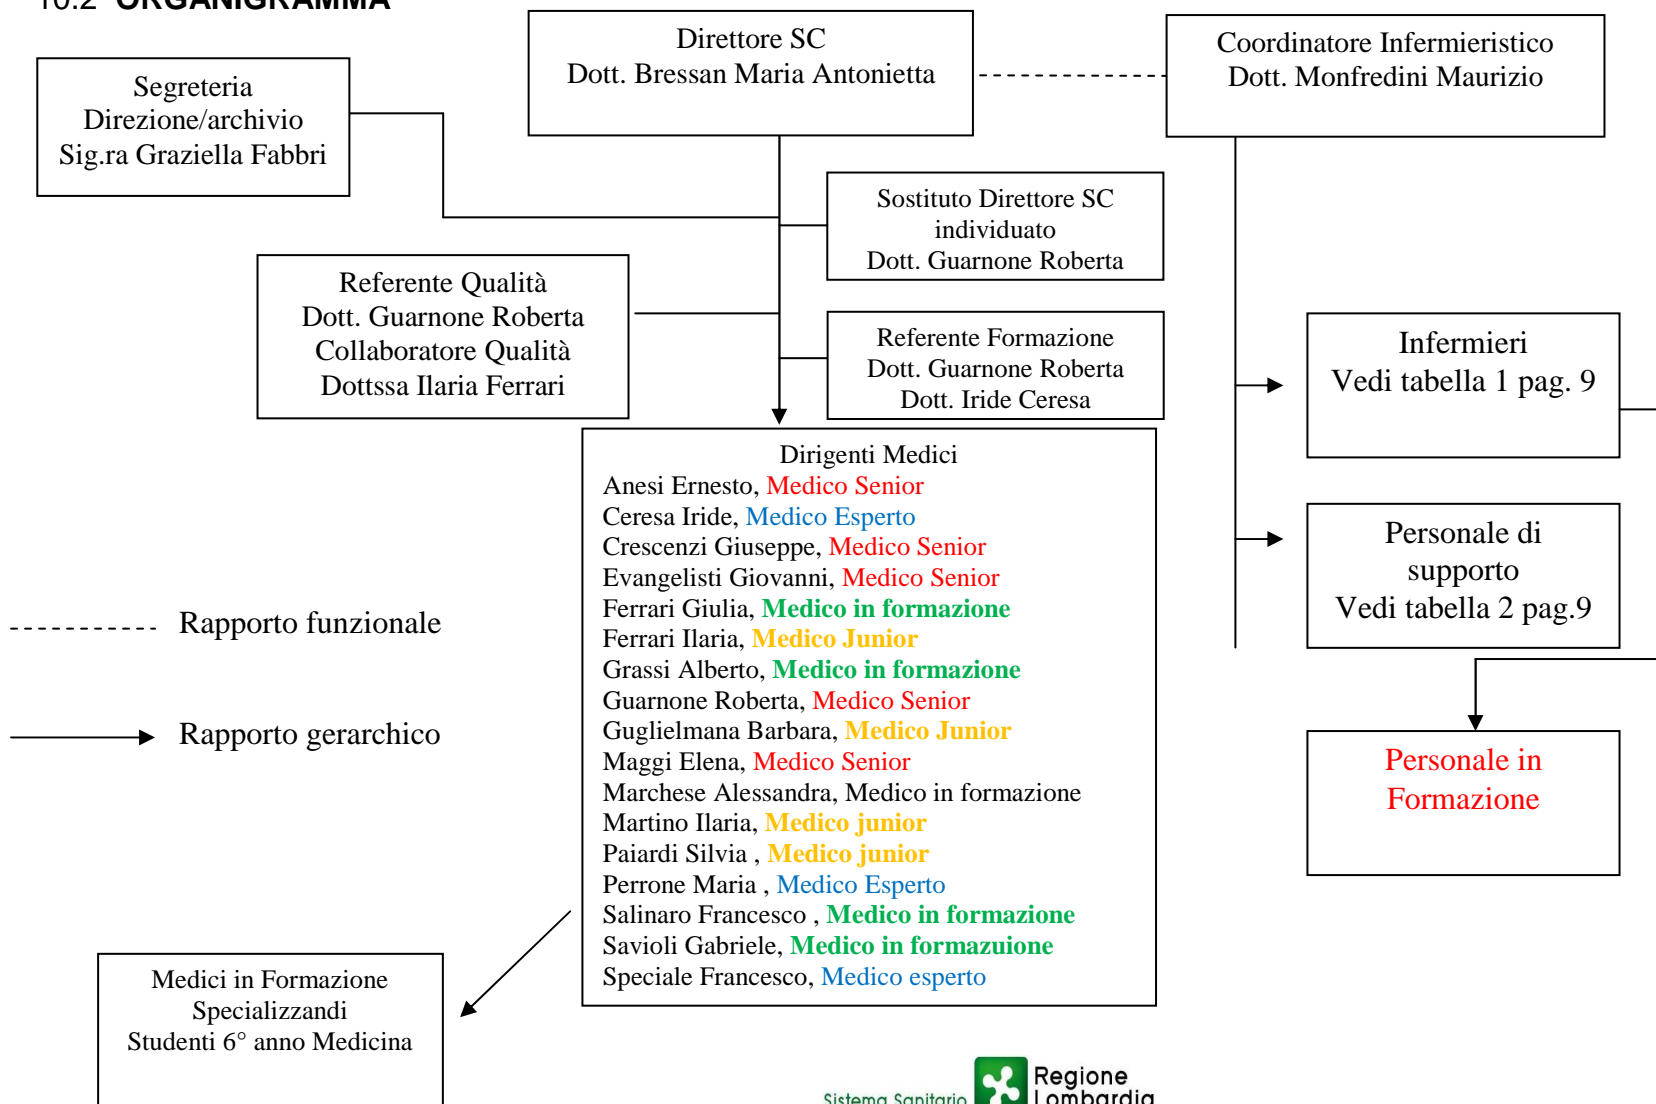 10.2 ORGANIGRAMMA
Direttore SC
Dott. Bressan Maria Antonietta
Coordinatore Infermieristico
Dott. Monfredini Maurizio
Segreteria
Direzione/archivio
Sig.ra Graziella Fabbri
Sostituto Direttore SC
individuato
Dott. Guarnone Roberta
Referente Qualità
Dott. Guarnone Roberta
Collaboratore Qualità
Dottssa Ilaria Ferrari
Referente Formazione
Dott. Guarnone Roberta
Dott. Iride Ceresa
Infermieri
Vedi tabella 1 pag. 9
Dirigenti Medici
Anesi Ernesto, Medico Senior
Ceresa Iride, Medico Esperto
Crescenzi Giuseppe, Medico Senior
Evangelisti Giovanni, Medico Senior
Ferrari Giulia, Medico in formazione
Ferrari Ilaria, Medico Junior
Grassi Alberto, Medico in formazione
Guarnone Roberta, Medico Senior
Guglielmana Barbara, Medico Junior
Maggi Elena, Medico Senior
Marchese Alessandra, Medico in formazione
Martino Ilaria, Medico junior
Paiardi Silvia , Medico junior
Perrone Maria , Medico Esperto
Salinaro Francesco , Medico in formazione
Savioli Gabriele, Medico in formazuione
Speciale Francesco, Medico esperto
Personale di
supporto
Vedi tabella 2 pag.9
Rapporto funzionale
Rapporto gerarchico
Personale in
Formazione
Medici in Formazione
Specializzandi
Studenti 6° anno Medicina
Sistema Sanitario
Regione
Lombardia